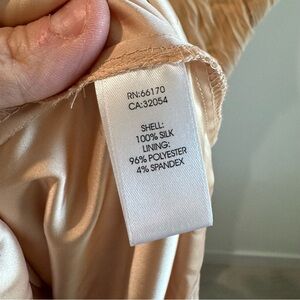 RN:66170
CA:32054
SHELL:
100% SILK
LINING:
96% POLYESTER
4% SPANDEX